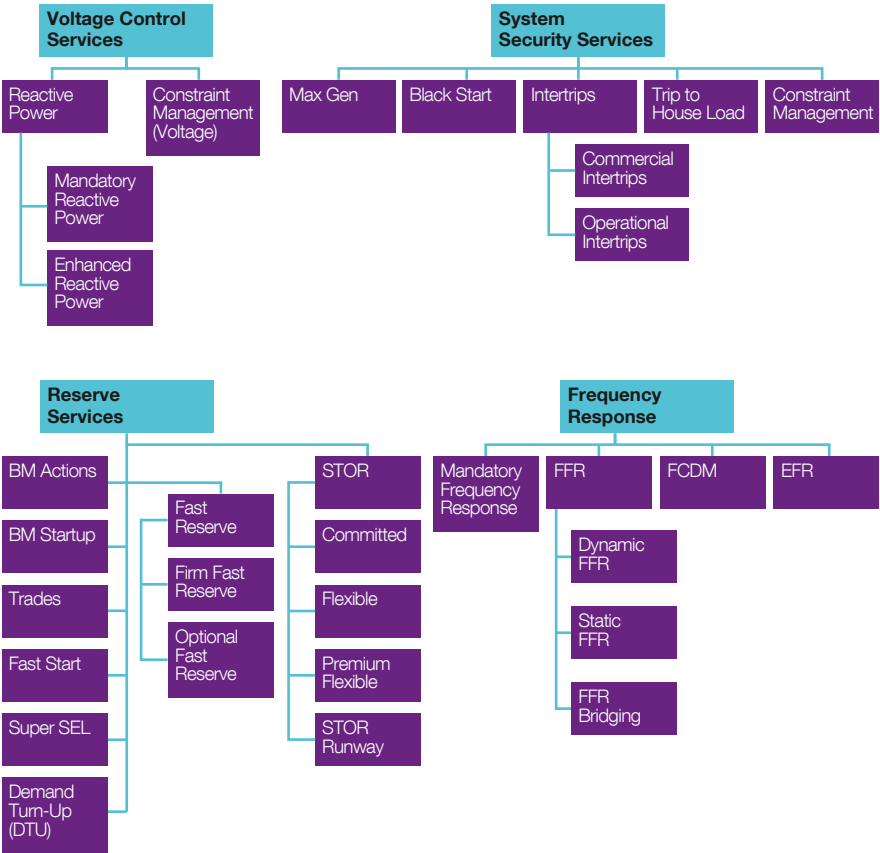 Voltage Control
Services
Reactive
Power
Constraint
Management
(Voltage)
Mandatory
Reactive
Power
Enhanced
Reactive
Power
System
Security Services
Max Gen
Black Start
Intertrips
Trip to
House Load
Constraint
Management
Commercial
Intertrips
Operational
Intertrips
Reserve
Services
BM Actions
BM Startup
Trades
Fast Start
Super SEL
Demand
Turn-Up
(DTU)
Fast
Reserve
Firm Fast
Reserve
Optional
Fast
Reserve
STOR
Committed
Flexible
Premium
Flexible
STOR
Runway
Frequency
Response
Mandatory
Frequency
Response
FFR
FCDM
EFR
Dynamic
FFR
Static
FFR
FFR
Bridging